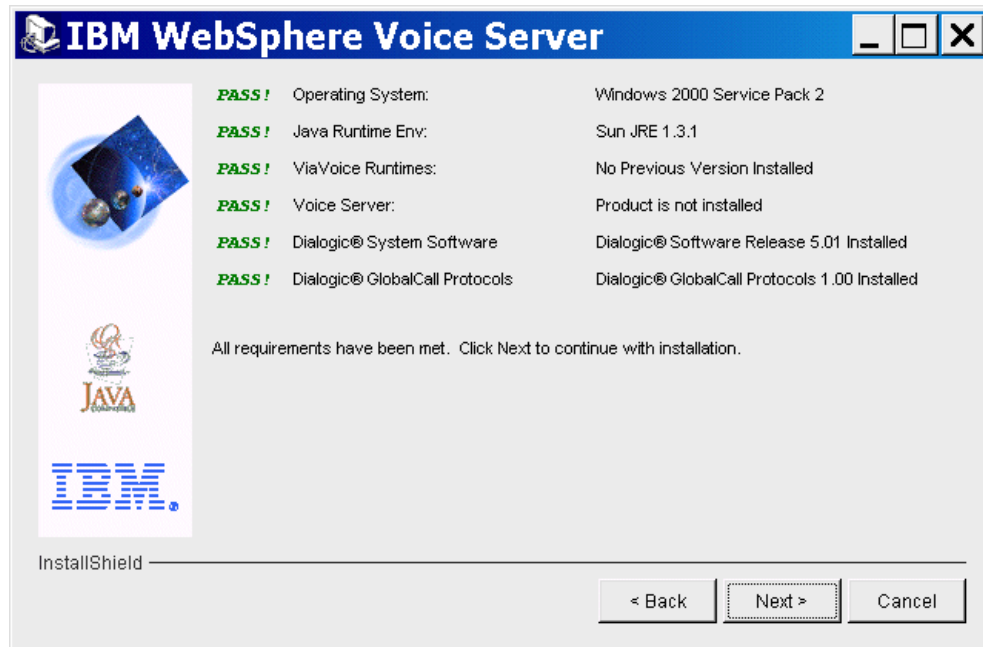 IBM WebSphere Voice Server
PASS! Operating System: Windows 2000 Service Pack 2
PASS! Java Runtime Env: Sun JRE 1.3.1
PASS! ViaVoice Runtimes: No Previous Version Installed
PASS! Voice Server: Product is not installed
PASS! Dialogic® System Software Dialogic® Software Release 5.01 Installed
PASS! Dialogic® GlobalCall Protocols Dialogic® GlobalCall Protocols 1.00 Installed
All requirements have been met. Click Next to continue with installation.
JAVA
COMPATIBLE
IBM®
InstallShield
< Back Next > Cancel